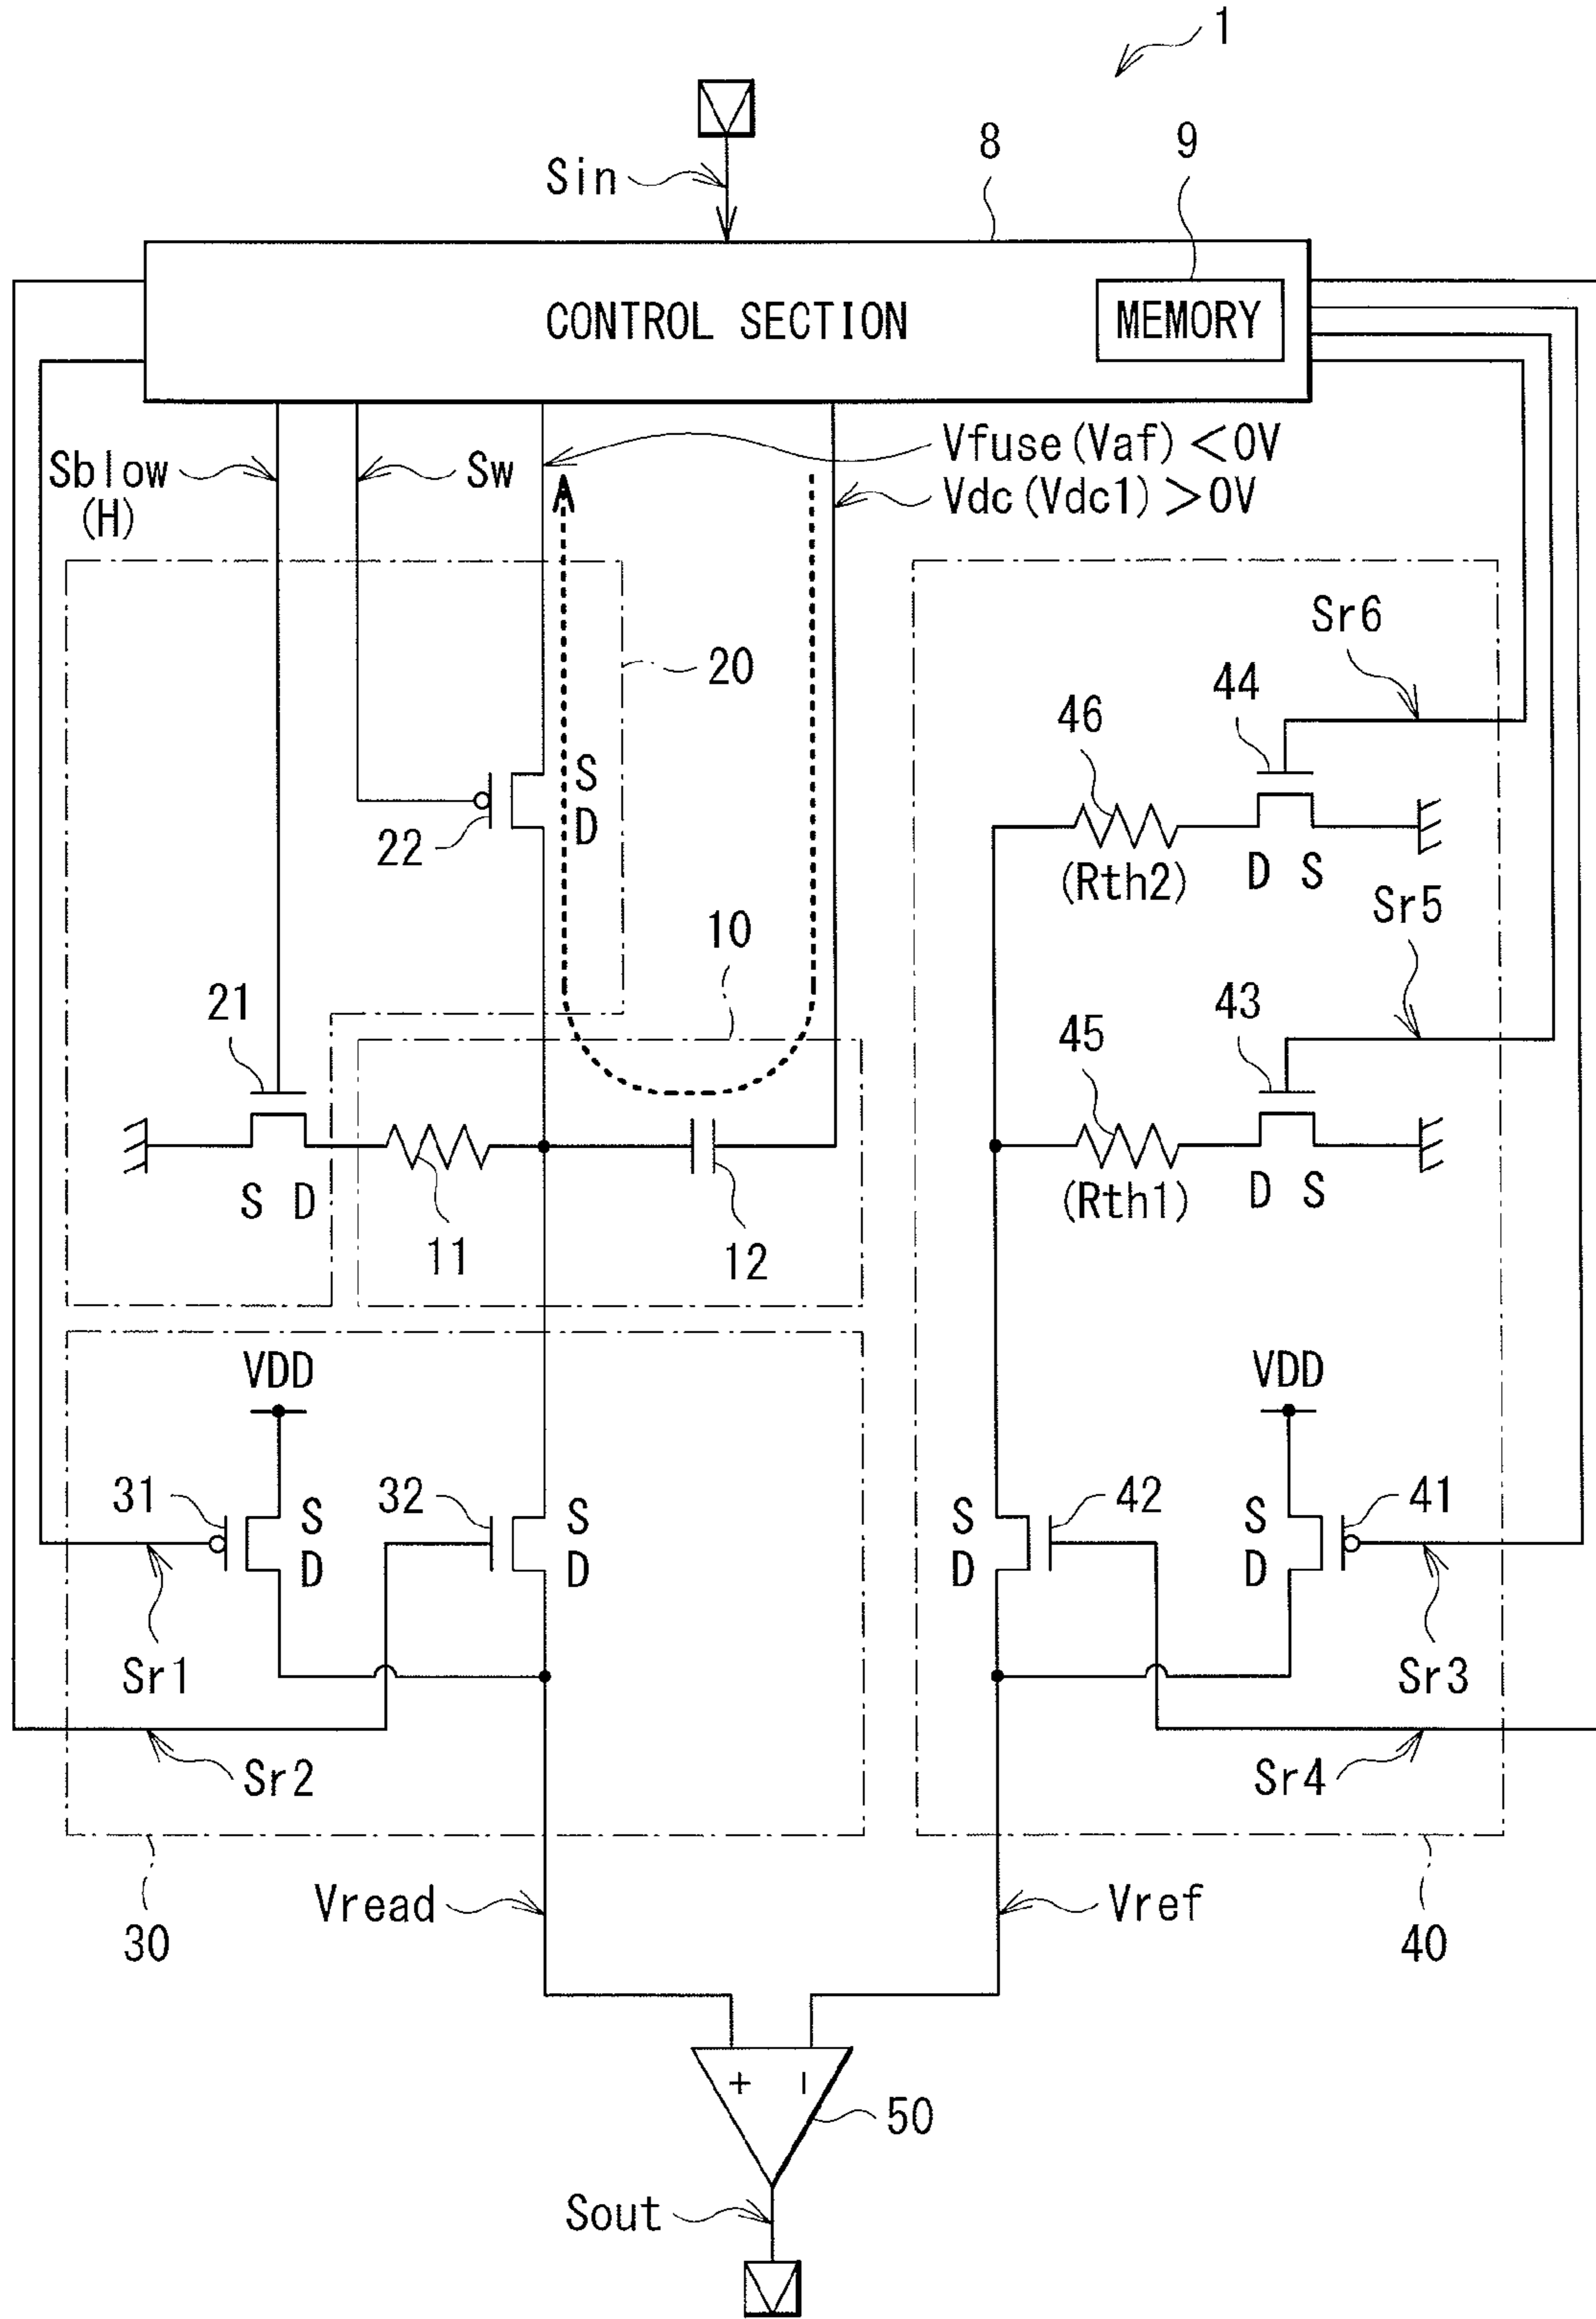 1
8
9
Sin
CONTROL SECTION
MEMORY
Vfuse(Vaf)<0V
Sblow
(H)
Sw
Vdc(Vdc1)>0V
Sr6
20
44
46
S
D
22
(Rth2)
D S
Sr5
10
21
43
45
S D
11
12
(Rth1)
D S
VDD
VDD
31
S
D
32
S
D
S
D
42
S
D
41
Sr1
Sr3
Sr2
Sr4
Vread
Vref
30
40
+ −
50
Sout